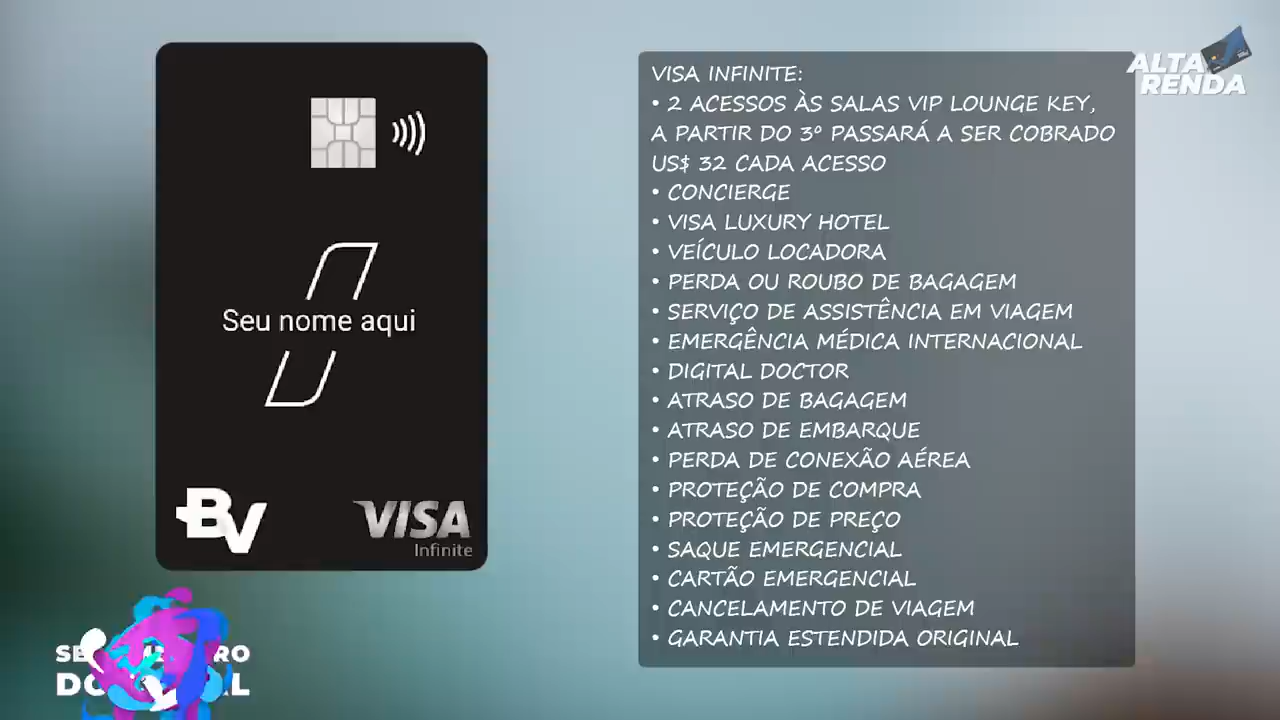 ALTA
RENDA
Seu nome aqui
BV
VISA
Infinite
VISA INFINITE:
• 2 ACESSOS ÀS SALAS VIP LOUNGE KEY,
A PARTIR DO 3º PASSARÁ A SER COBRADO
US$ 32 CADA ACESSO
• CONCIERGE
• VISA LUXURY HOTEL
• VEÍCULO LOCADORA
• PERDA OU ROUBO DE BAGAGEM
• SERVIÇO DE ASSISTÊNCIA EM VIAGEM
• EMERGÊNCIA MÉDICA INTERNACIONAL
• DIGITAL DOCTOR
• ATRASO DE BAGAGEM
• ATRASO DE EMBARQUE
• PERDA DE CONEXÃO AÉREA
• PROTEÇÃO DE COMPRA
• PROTEÇÃO DE PREÇO
• SAQUE EMERGENCIAL
• CARTÃO EMERGENCIAL
• CANCELAMENTO DE VIAGEM
• GARANTIA ESTENDIDA ORIGINAL